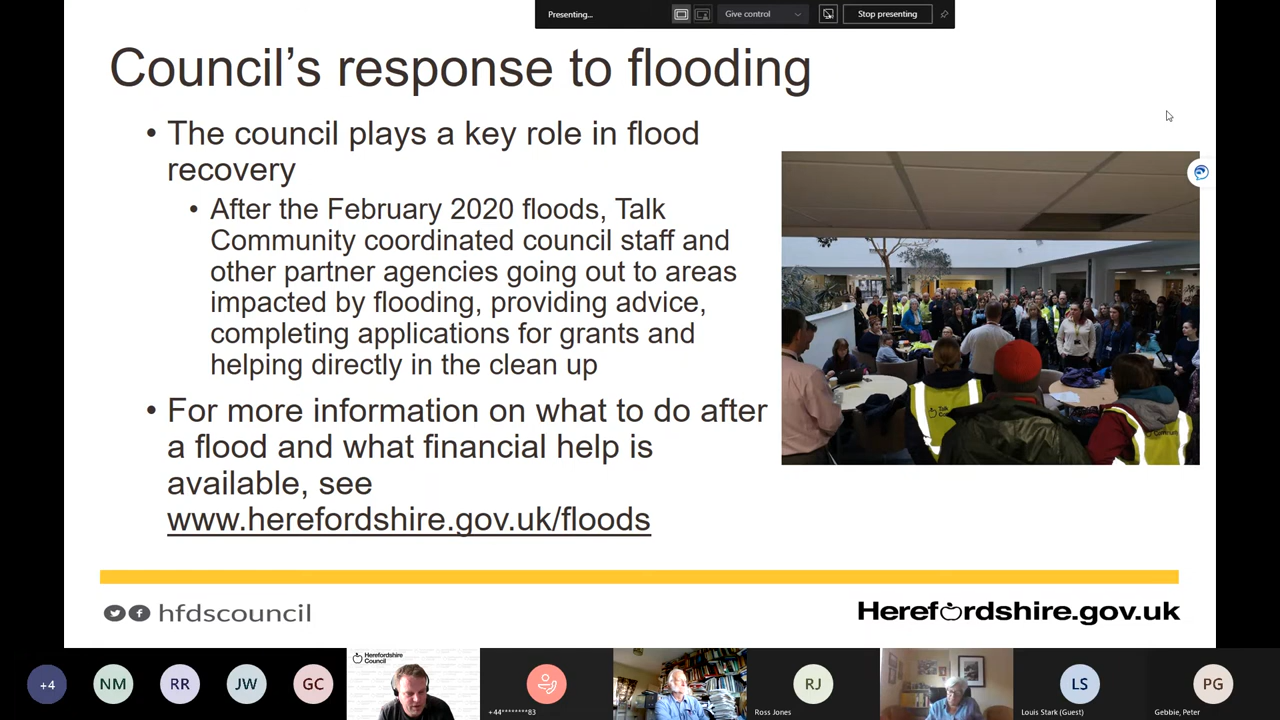 Presenting...
Give control
Stop presenting
Council’s response to flooding
• The council plays a key role in flood
recovery
• After the February 2020 floods, Talk
Community coordinated council staff and
other partner agencies going out to areas
impacted by flooding, providing advice,
completing applications for grants and
helping directly in the clean up
• For more information on what to do after
a flood and what financial help is
available, see
www.herefordshire.gov.uk/floods
Talk
hfdscouncil
Herefordshire.gov.uk
+4
NM
RR
JW
GC
Herefordshire
Council
+44********83
RJ
Ross Jones
LS
Louis Stark (Guest)
PG
Gebbie, Peter